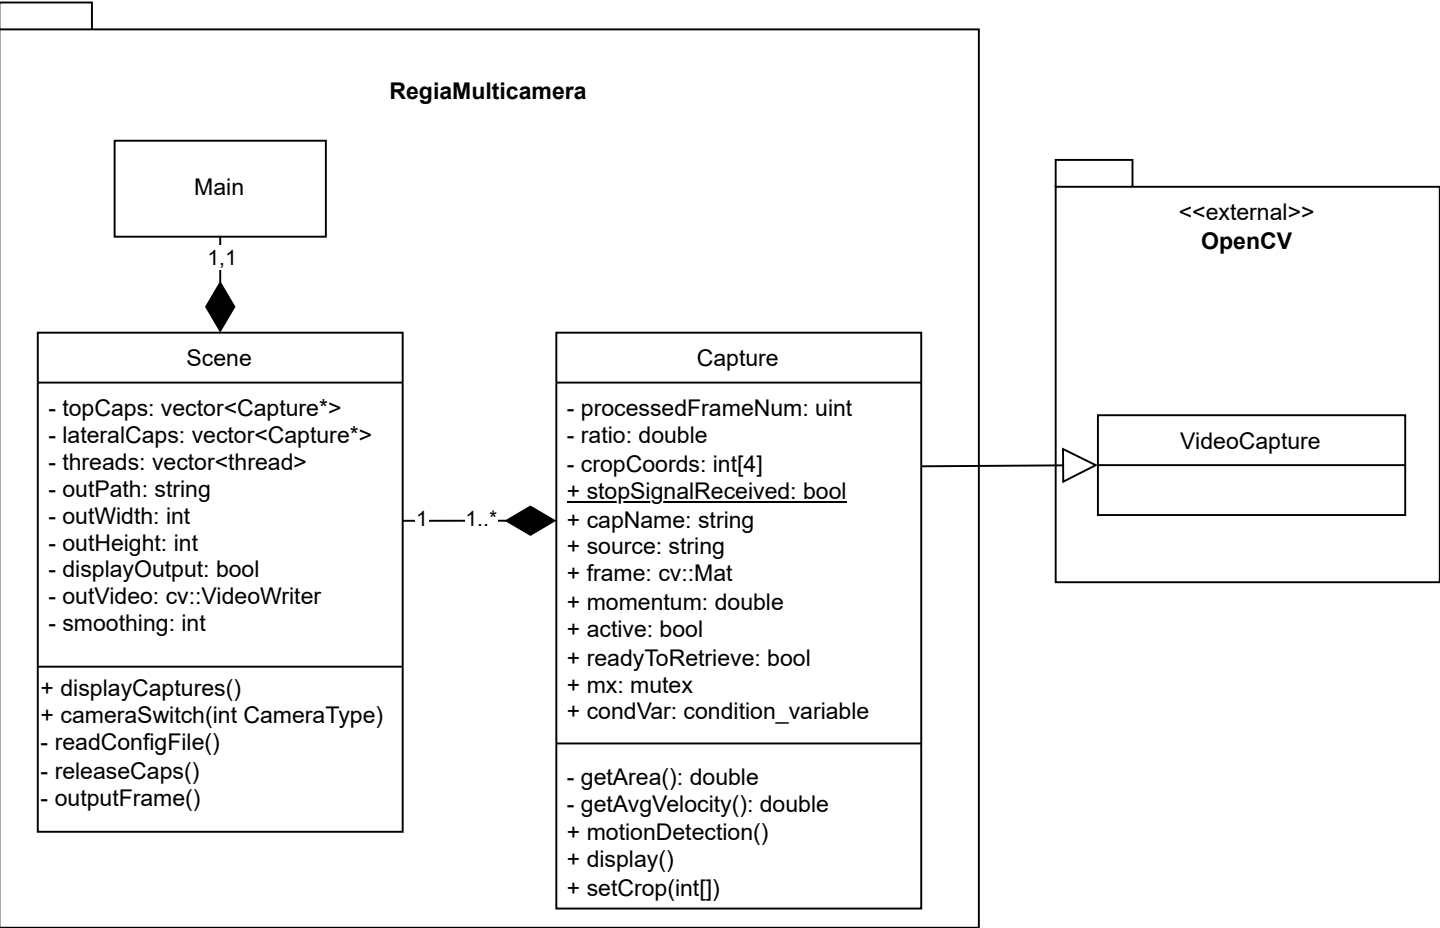 RegiaMulticamera
Main
1,1
Scene
- topCaps: vector<Capture*>
- lateralCaps: vector<Capture*>
- threads: vector<thread>
- outPath: string
- outWidth: int
- outHeight: int
- displayOutput: bool
- outVideo: cv::VideoWriter
- smoothing: int
+ displayCaptures()
+ cameraSwitch(int CameraType)
- readConfigFile()
- releaseCaps()
- outputFrame()
1
1..*
Capture
- processedFrameNum: uint
- ratio: double
- cropCoords: int[4]
+ stopSignalReceived: bool
+ capName: string
+ source: string
+ frame: cv::Mat
+ momentum: double
+ active: bool
+ readyToRetrieve: bool
+ mx: mutex
+ condVar: condition_variable
- getArea(): double
- getAvgVelocity(): double
+ motionDetection()
+ display()
+ setCrop(int[])
<<external>>
OpenCV
VideoCapture